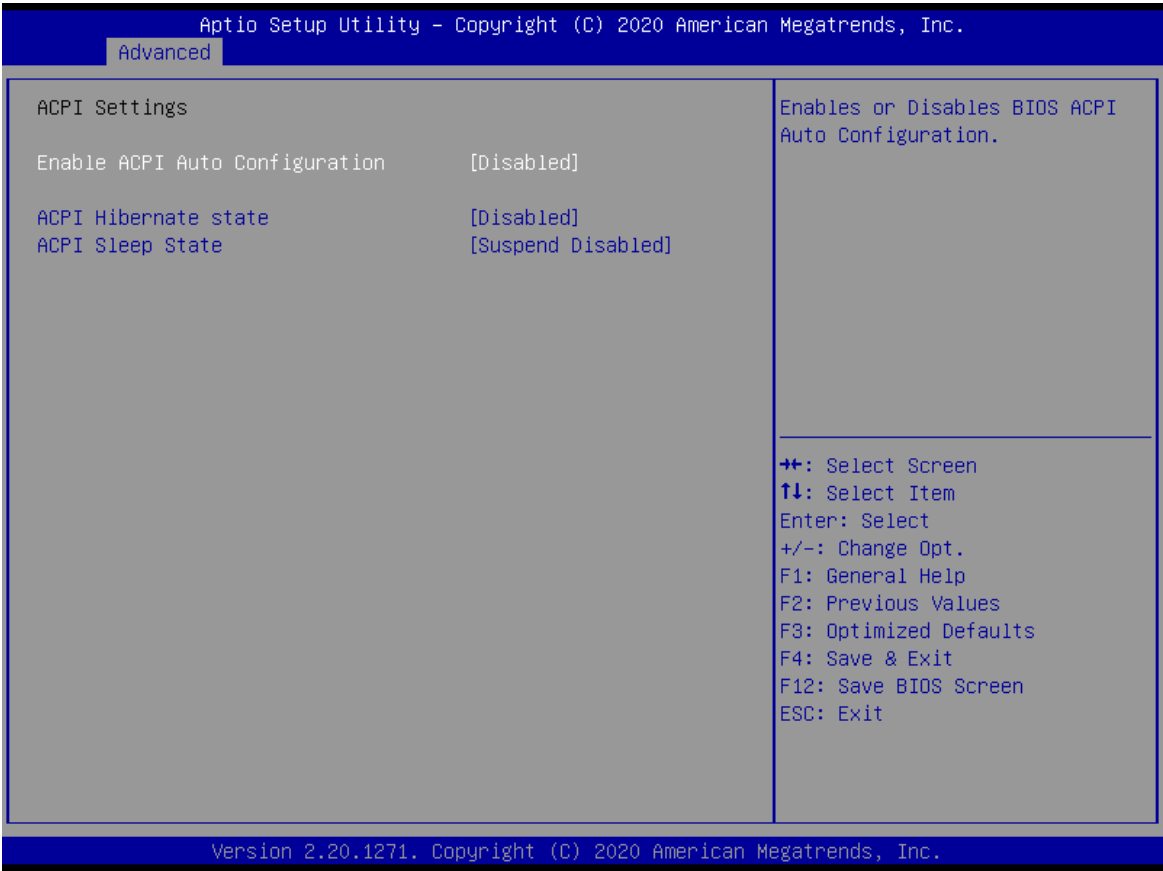 Aptio Setup Utility – Copyright (C) 2020 American Megatrends, Inc.
Advanced
ACPI Settings
Enable ACPI Auto Configuration [Disabled]
ACPI Hibernate state [Disabled]
ACPI Sleep State [Suspend Disabled]
Enables or Disables BIOS ACPI
Auto Configuration.
→←: Select Screen
↑↓: Select Item
Enter: Select
+/-: Change Opt.
F1: General Help
F2: Previous Values
F3: Optimized Defaults
F4: Save & Exit
F12: Save BIOS Screen
ESC: Exit
Version 2.20.1271. Copyright (C) 2020 American Megatrends, Inc.